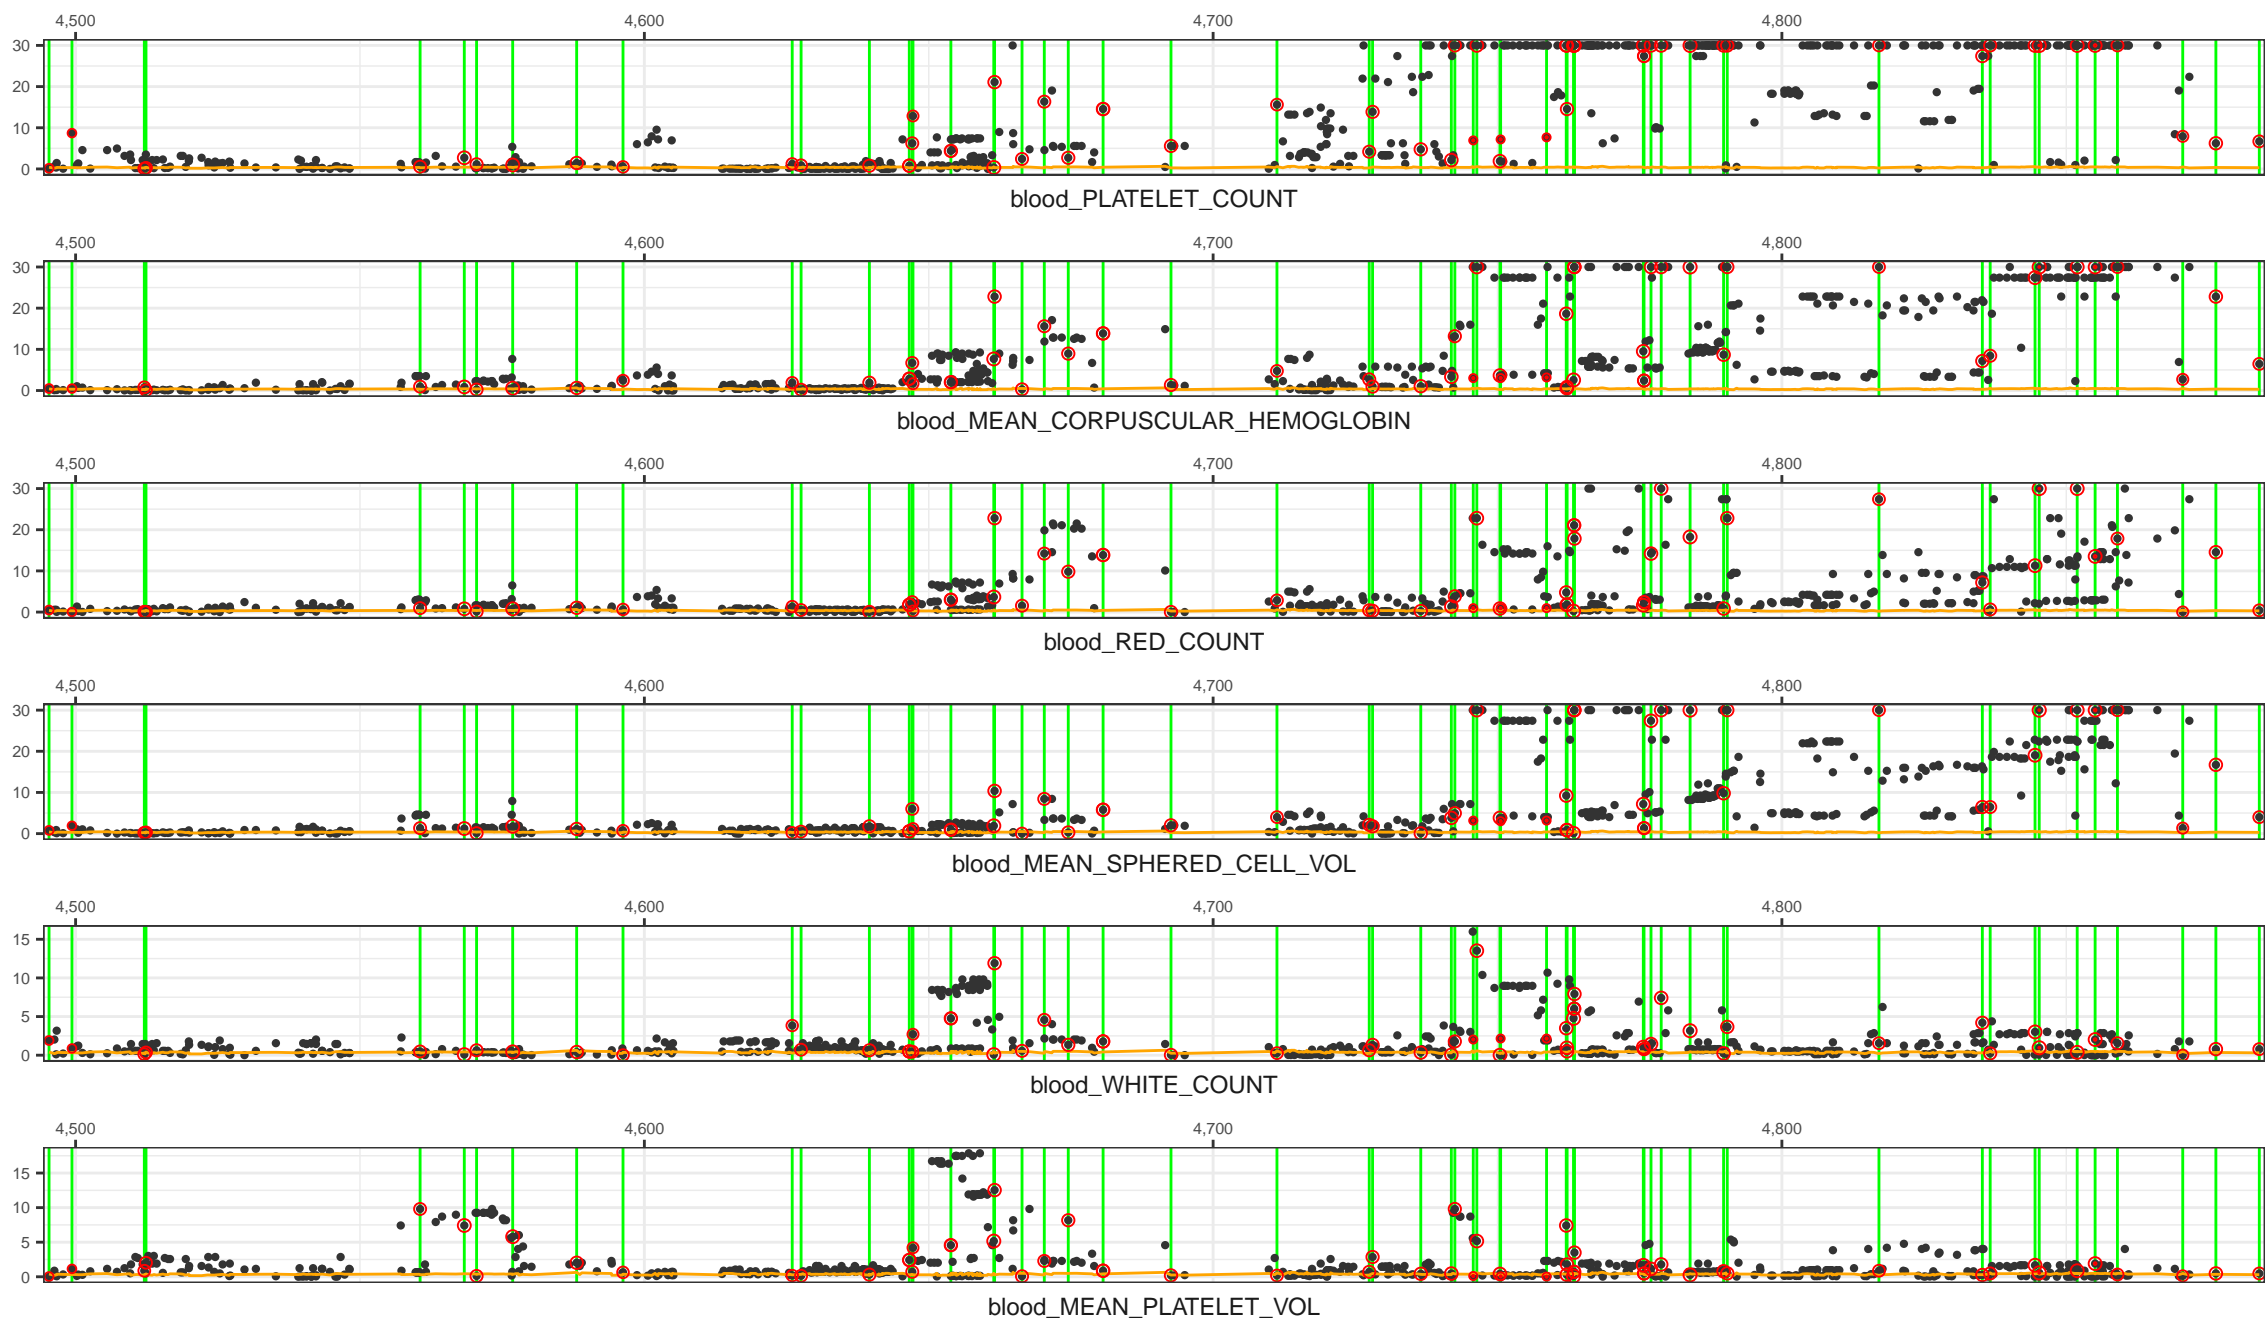 4,500 4,600 4,700 4,800
30
20
10
0
blood_PLATELET_COUNT
4,500 4,600 4,700 4,800
30
20
10
0
blood_MEAN_CORPUSCULAR_HEMOGLOBIN
4,500 4,600 4,700 4,800
30
20
10
0
blood_RED_COUNT
4,500 4,600 4,700 4,800
30
20
10
0
blood_MEAN_SPHERED_CELL_VOL
4,500 4,600 4,700 4,800
15
10
5
0
blood_WHITE_COUNT
4,500 4,600 4,700 4,800
15
10
5
0
blood_MEAN_PLATELET_VOL